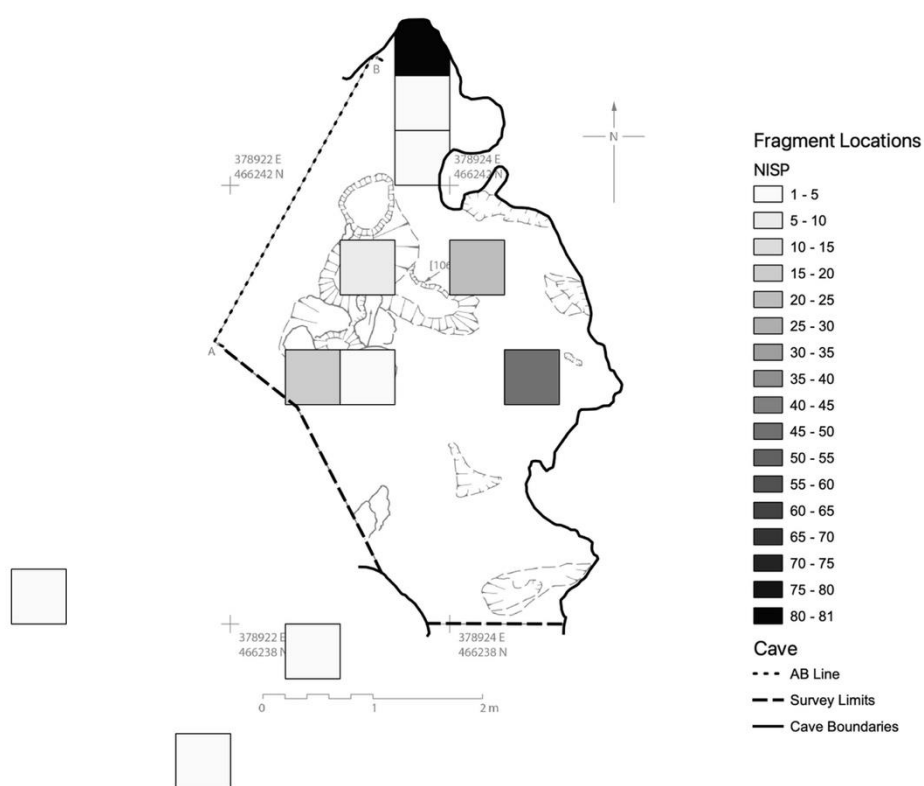 B
N
378922 E
466242 N
378924 E
466242 N
[106
A
378922 E
466238 N
378924 E
466238 N
0 1 2 m
Fragment Locations
NISP
1 - 5
5 - 10
10 - 15
15 - 20
20 - 25
25 - 30
30 - 35
35 - 40
40 - 45
45 - 50
50 - 55
55 - 60
60 - 65
65 - 70
70 - 75
75 - 80
80 - 81
Cave
AB Line
Survey Limits
Cave Boundaries